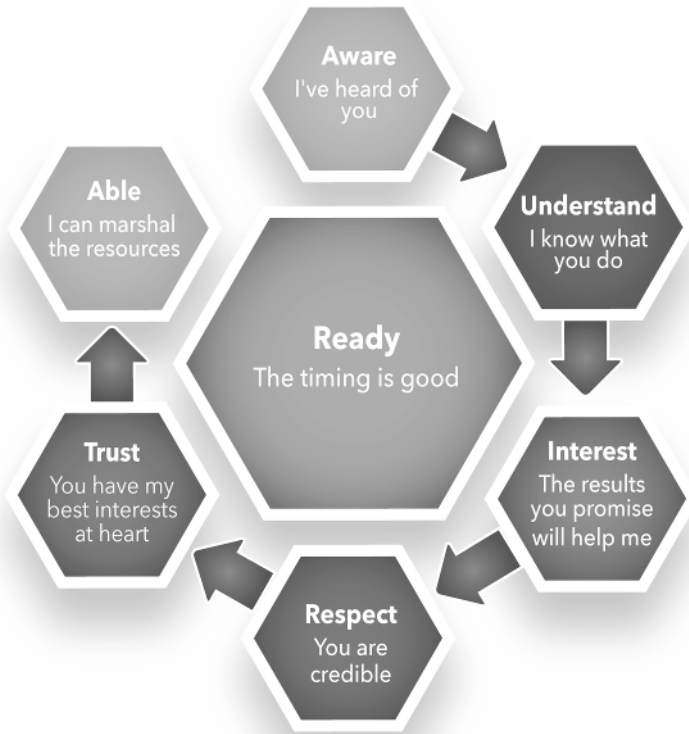 Aware
I've heard of
you
Understand
I know what
you do
Interest
The results
you promise
will help me
Respect
You are
credible
Trust
You have my
best interests
at heart
Able
I can marshal
the resources
Ready
The timing is good